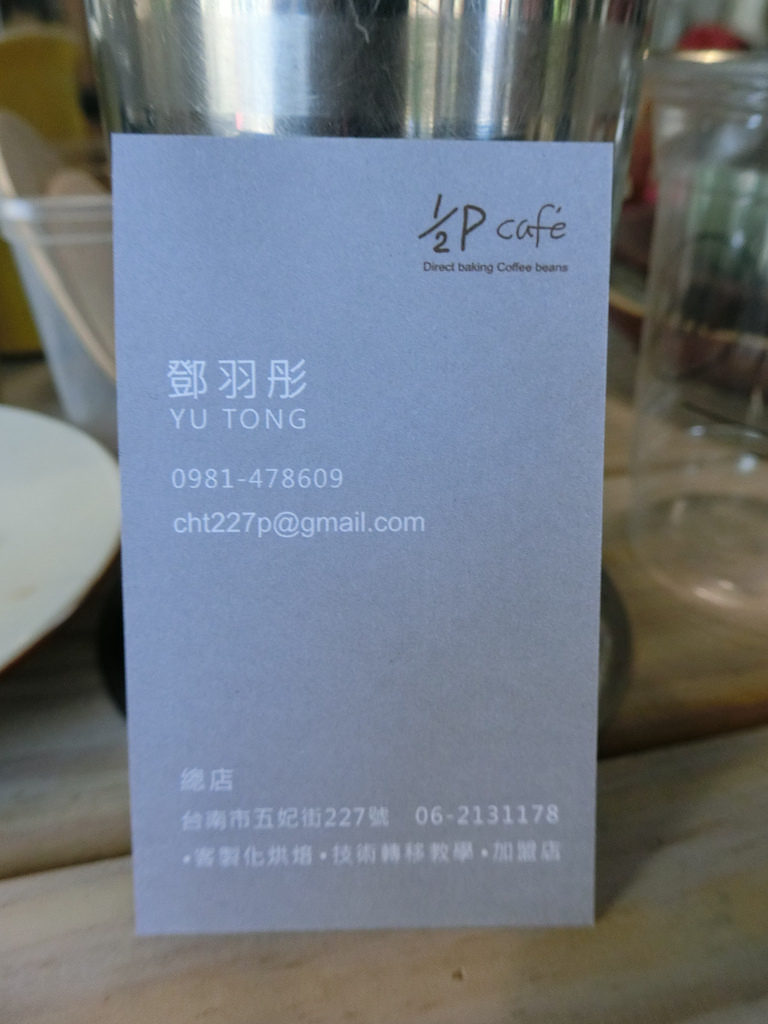 ½P café
Direct baking Coffee beans
鄧羽彤
YU TONG
0981-478609
cht227p@gmail.com
總店
台南市五妃街227號 06-2131178
•客製化烘焙•技術轉移教學•加盟店